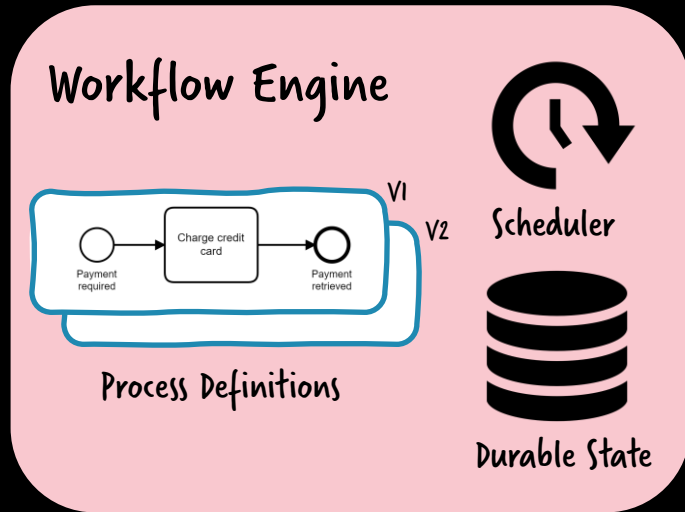 Workflow Engine
V1
V2
Payment
required
Charge credit
card
Payment
retrieved
Process Definitions
Scheduler
Durable State